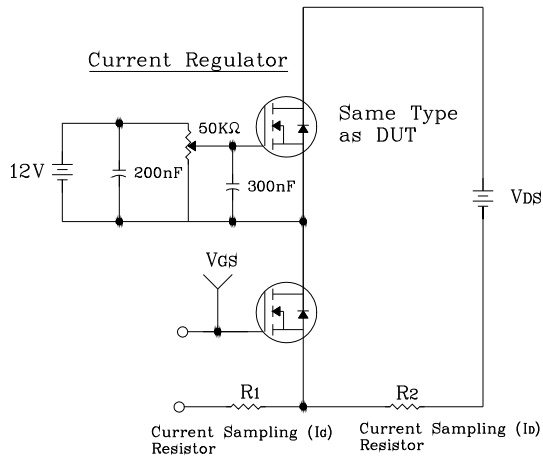 Current Regulator
Same Type
as DUT
50KΩ
12V
200nF
300nF
VDS
VGS
R1
R2
Current Sampling (IG)
Resistor
Current Sampling (ID)
Resistor